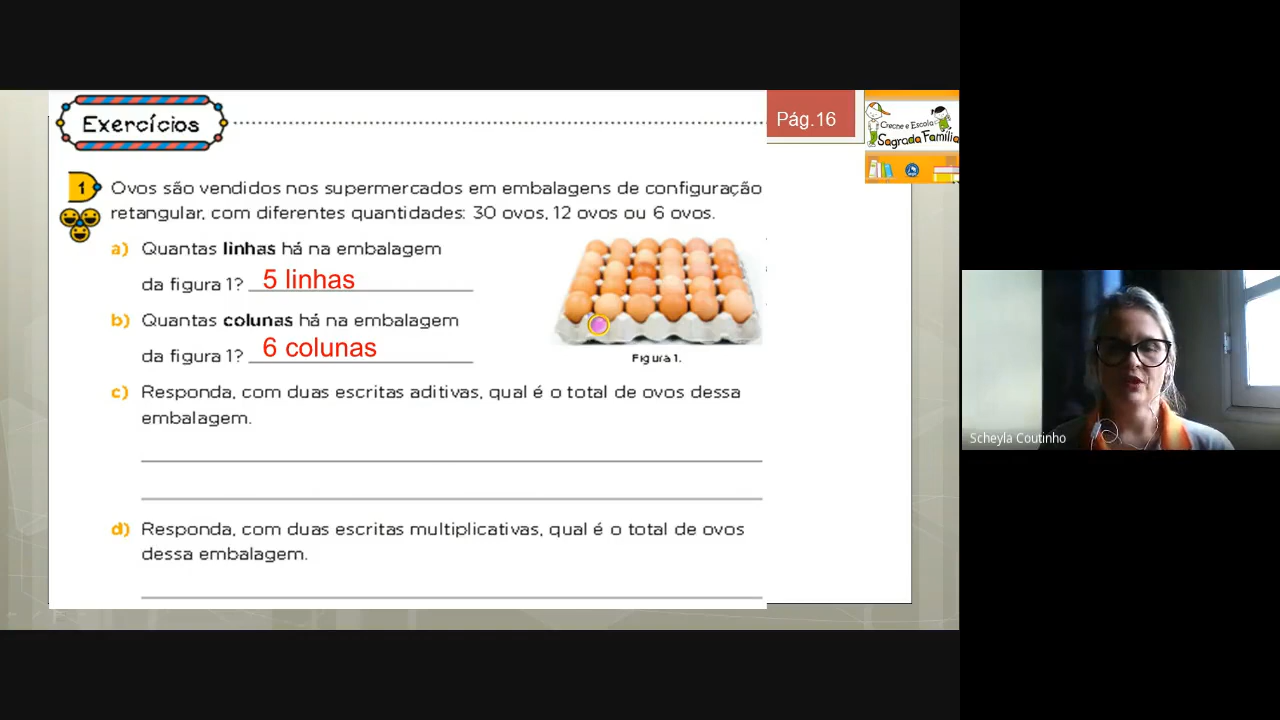 Exercícios
Pág.16
Creche e Escola
Sagrada Família
1
Ovos são vendidos nos supermercados em embalagens de configuração
retangular, com diferentes quantidades: 30 ovos, 12 ovos ou 6 ovos.
a) Quantas linhas há na embalagem
da figura 1? 5 linhas
b) Quantas colunas há na embalagem
da figura 1? 6 colunas
Figura 1.
c) Responda, com duas escritas aditivas, qual é o total de ovos dessa
embalagem.
d) Responda, com duas escritas multiplicativas, qual é o total de ovos
dessa embalagem.
Scheyla Coutinho